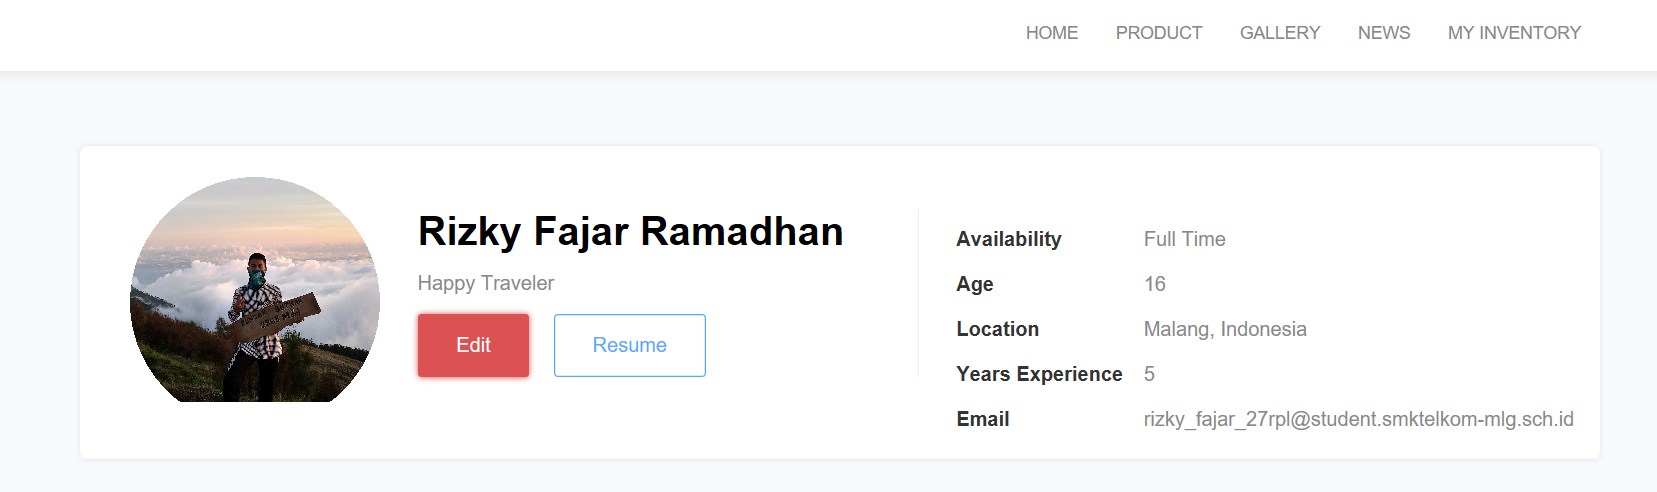 HOME PRODUCT GALLERY NEWS MY INVENTORY
Rizky Fajar Ramadhan
Happy Traveler
Edit Resume
Availability Full Time
Age 16
Location Malang, Indonesia
Years Experience 5
Email rizky_fajar_27rpl@student.smktelkom-mlg.sch.id